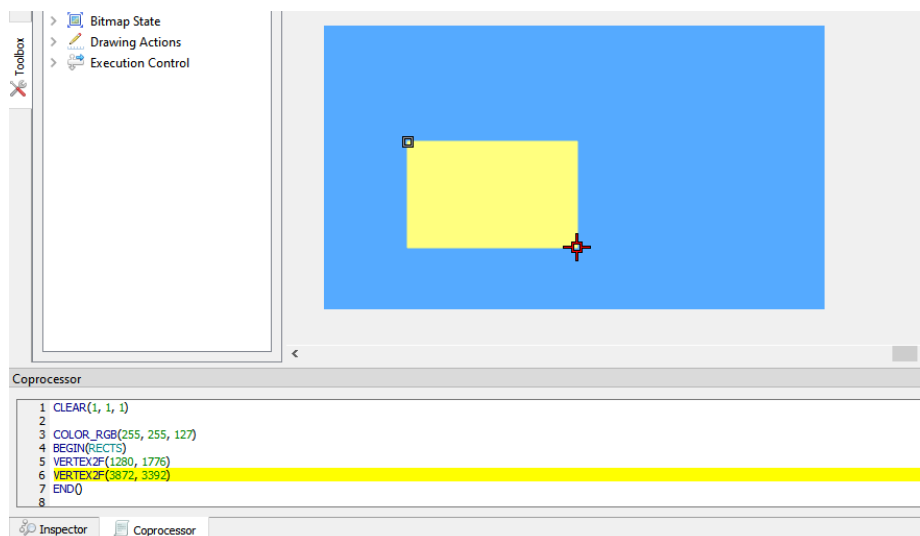 Toolbox
> Bitmap State
> Drawing Actions
> Execution Control
<
Coprocessor
1 CLEAR(1, 1, 1)
2
3 COLOR_RGB(255, 255, 127)
4 BEGIN(RECTS)
5 VERTEX2F(1280, 1776)
6 VERTEX2F(3872, 3392)
7 END()
8
Inspector Coprocessor